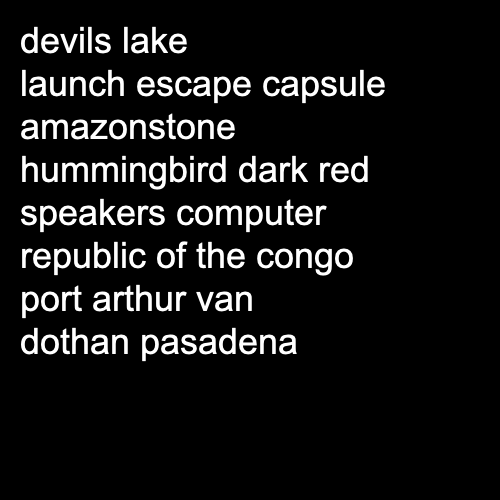 devils lake
launch escape capsule
amazonstone
hummingbird dark red
speakers computer
republic of the congo
port arthur van
dothan pasadena